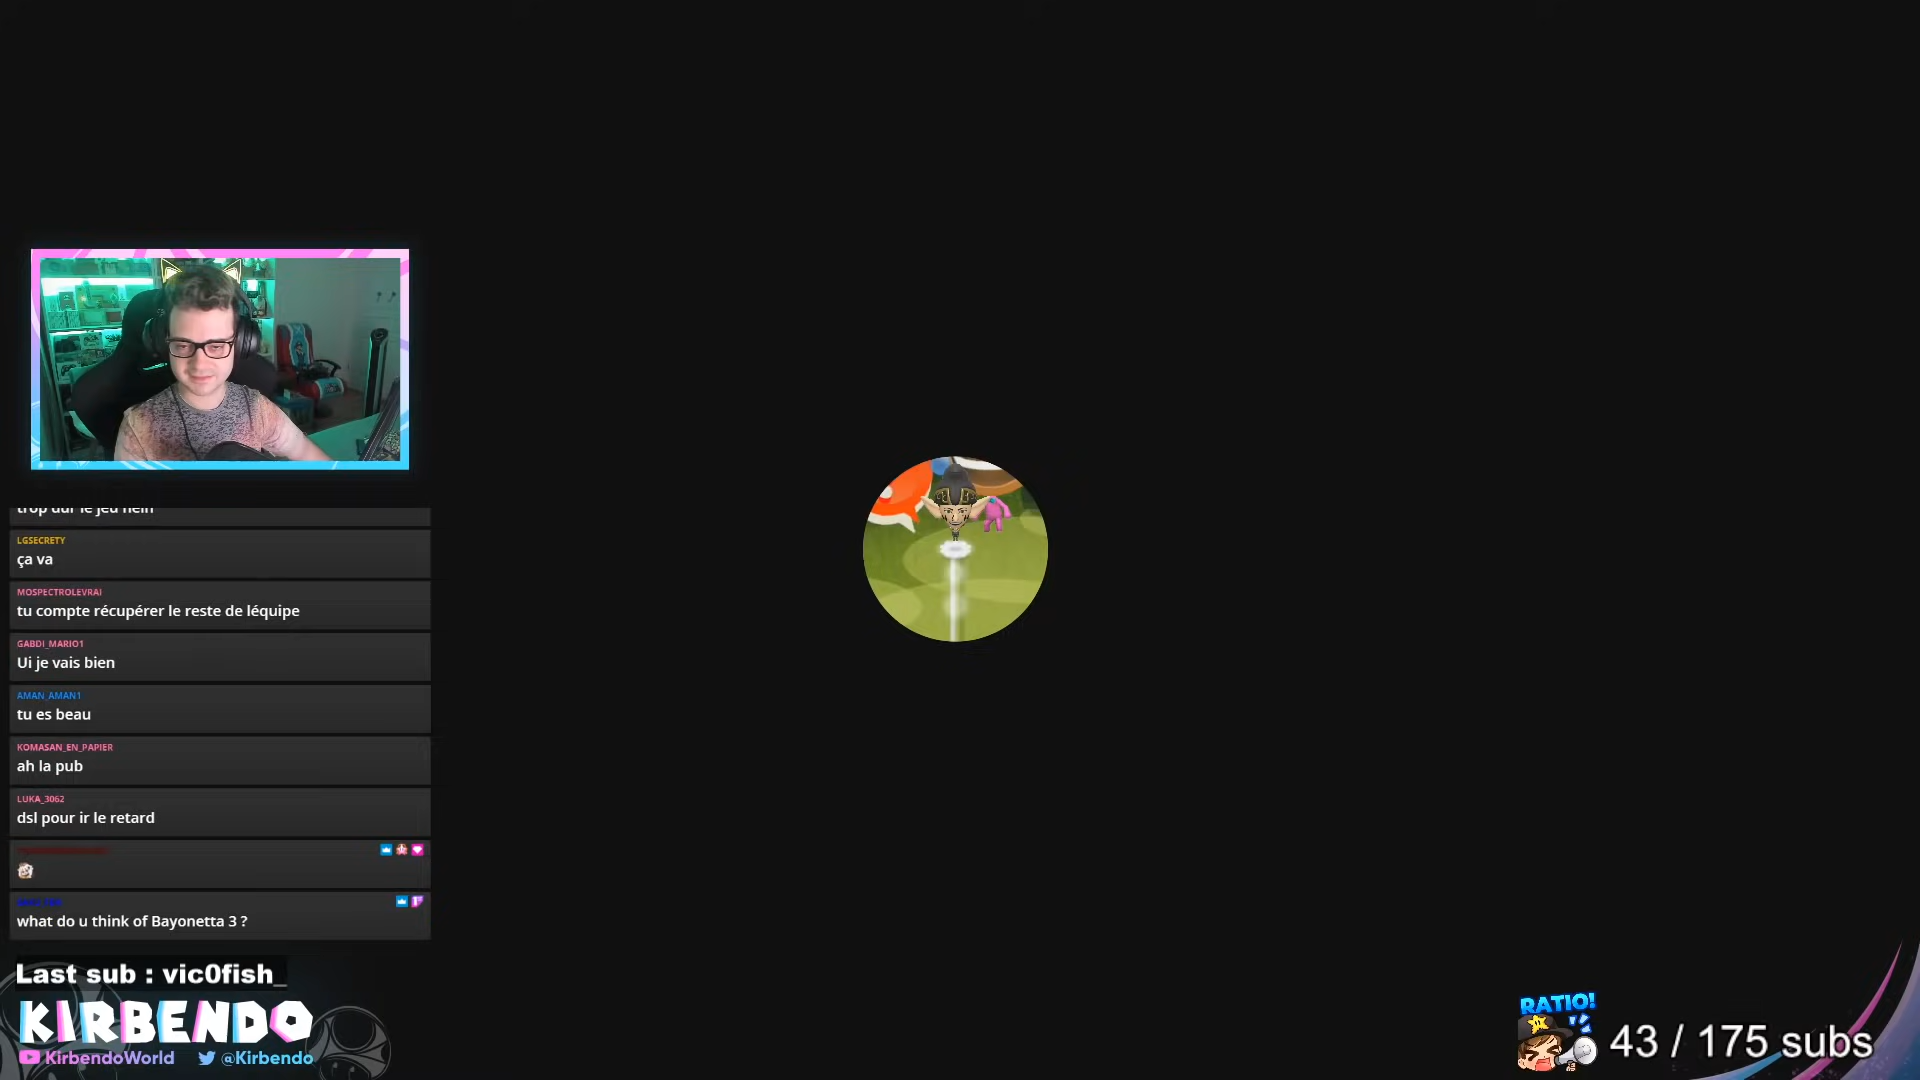 LGSECRETY
ça va
MOSPECTROLEVRAI
tu compte récupérer le reste de léquipe
GABDI_MARIO1
Ui je vais bien
AMAN_AMAN1
tu es beau
KOMASAN_EN_PAPIER
ah la pub
LUKA_3062
dsl pour ir le retard
what do u think of Bayonetta 3 ?
Last sub : vic0fish_
KIRBENDO
KirbendoWorld @Kirbendo
RATIO!
43 / 175 subs